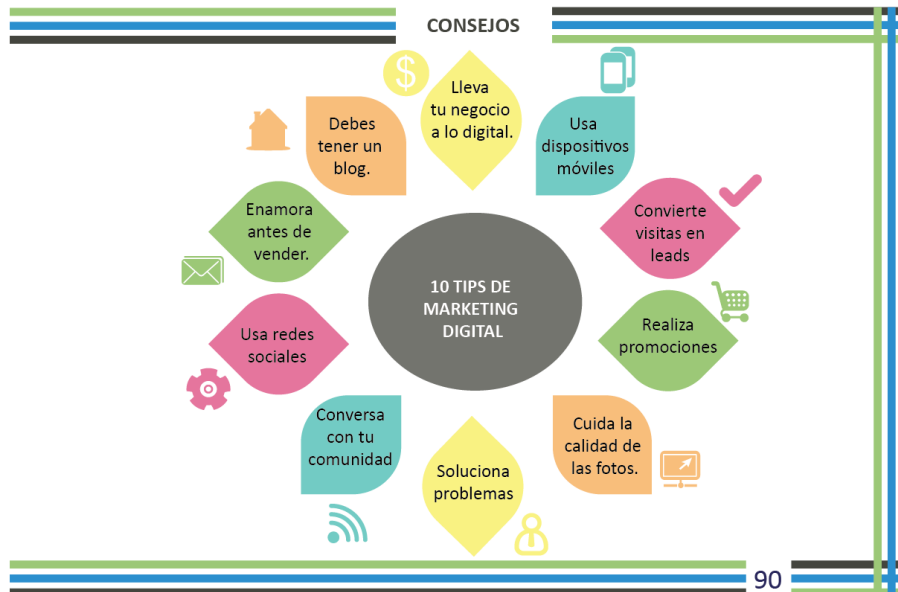 CONSEJOS
Lleva
tu negocio
a lo digital.
Usa
dispositivos
móviles
Convierte
visitas en
leads
Realiza
promociones
Cuida la
calidad de
las fotos.
Soluciona
problemas
Conversa
con tu
comunidad
Usa redes
sociales
Enamora
antes de
vender.
Debes
tener un
blog.
10 TIPS DE
MARKETING
DIGITAL
90